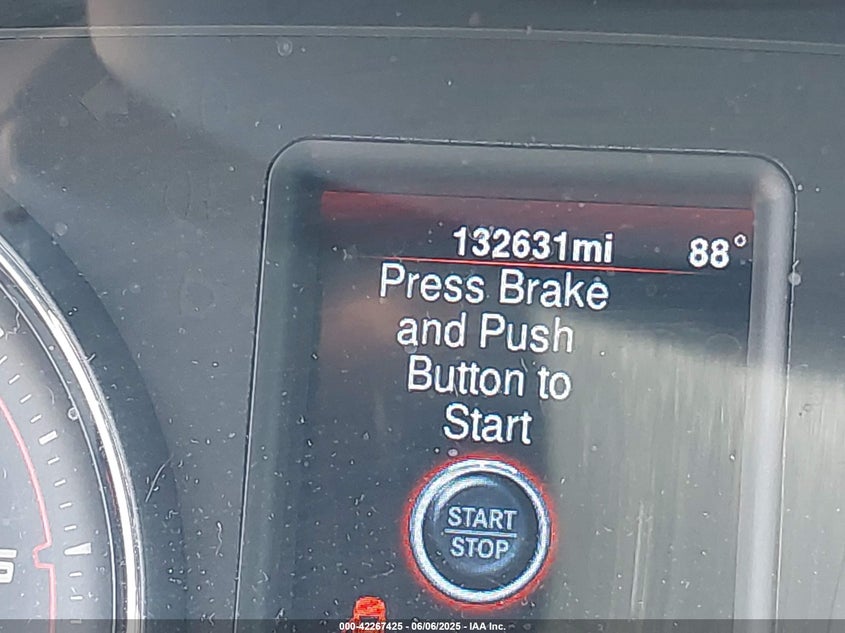 132631mi 88°
Press Brake
and Push
Button to
Start
START
STOP
000-42267425 - 06/06/2025 - IAA Inc.